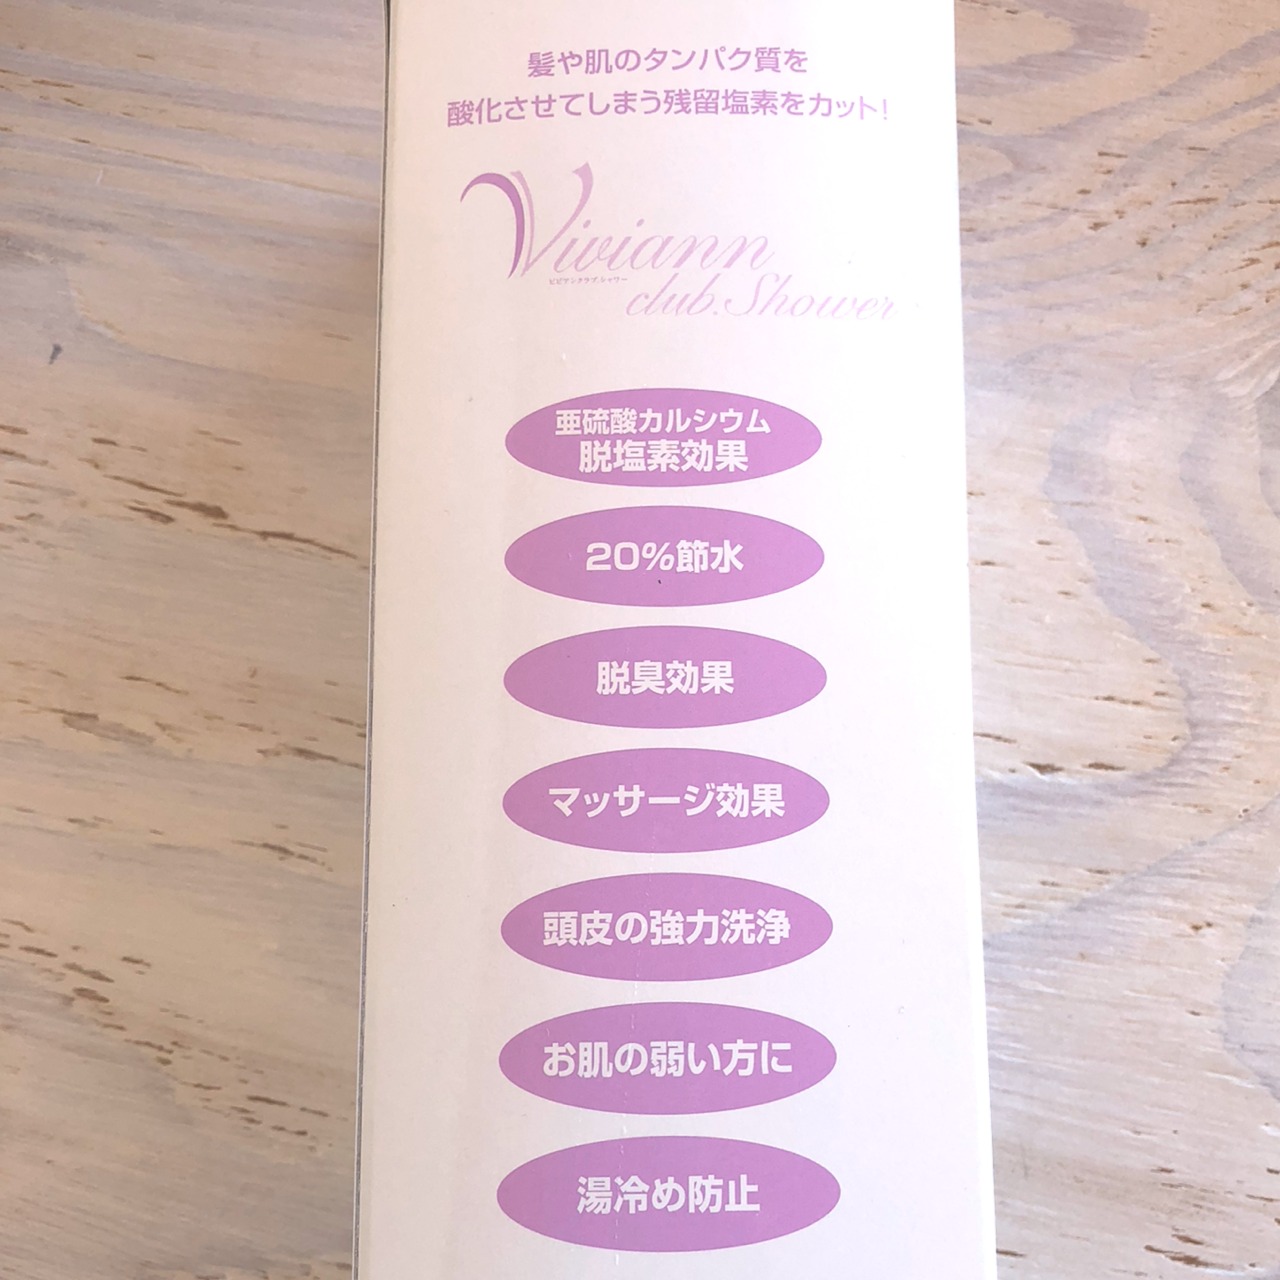 髪や肌のタンパク質を
酸化させてしまう残留塩素をカット!
Viviann
ビビアンクラブ.シャワー
club.Shower
亜硫酸カルシウム
脱塩素効果
20%節水
脱臭効果
マッサージ効果
頭皮の強力洗浄
お肌の弱い方に
湯冷め防止